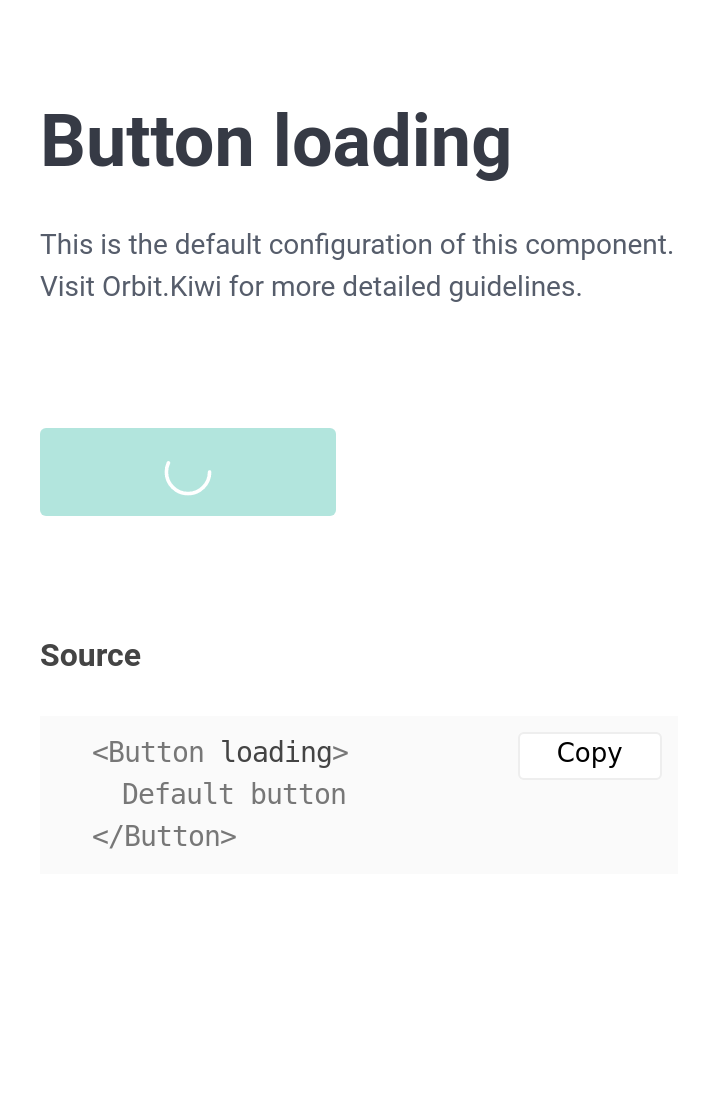 Button loading
This is the default configuration of this component.
Visit Orbit.Kiwi for more detailed guidelines.
Source
<Button loading>
Copy
Default button
</Button>